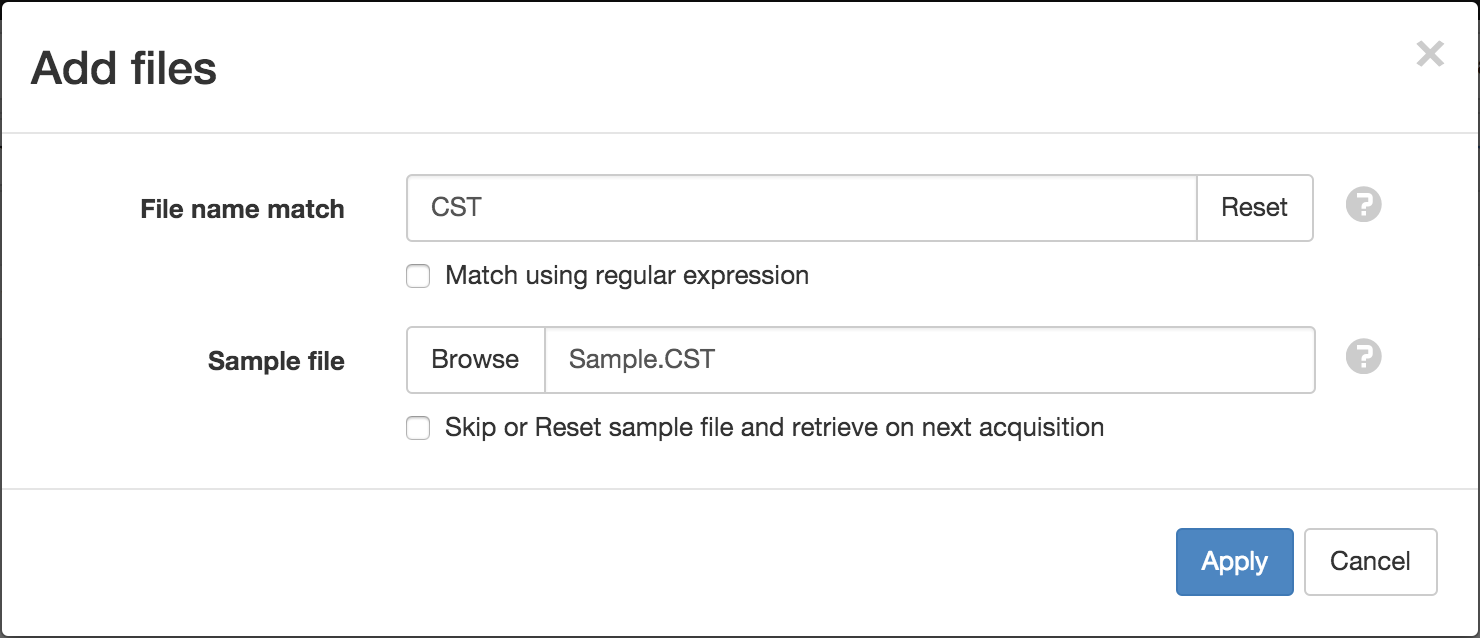 Add files
×
File name match
CST
Reset
?
Match using regular expression
Sample file
Browse
Sample.CST
?
Skip or Reset sample file and retrieve on next acquisition
Apply
Cancel